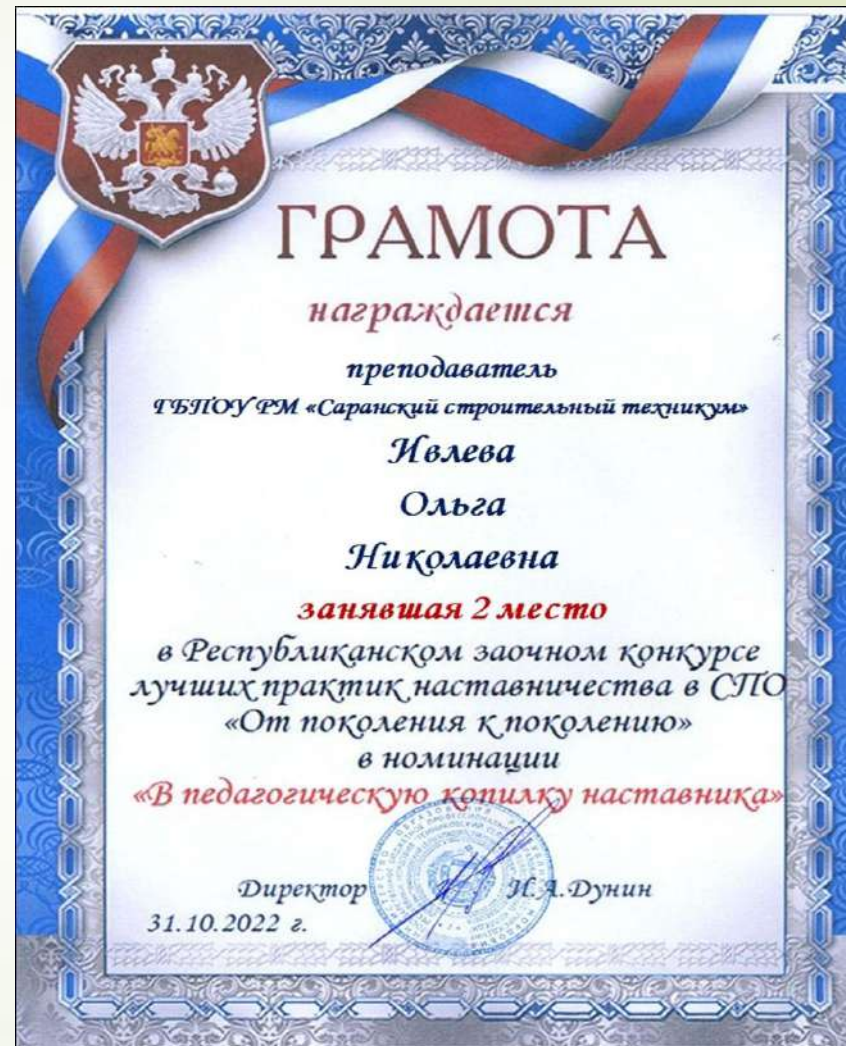 ГРАМОТА
награждается
преподаватель
ГБПОУ РМ «Саранский строительный техникум»
Ивлева
Ольга
Николаевна
занявшая 2 место
в Республиканском заочном конкурсе
лучших практик наставничества в СПО
«От поколения к поколению»
в номинации
«В педагогическую копилку наставника»
Директор Н.А.Дунин
31.10.2022 г.